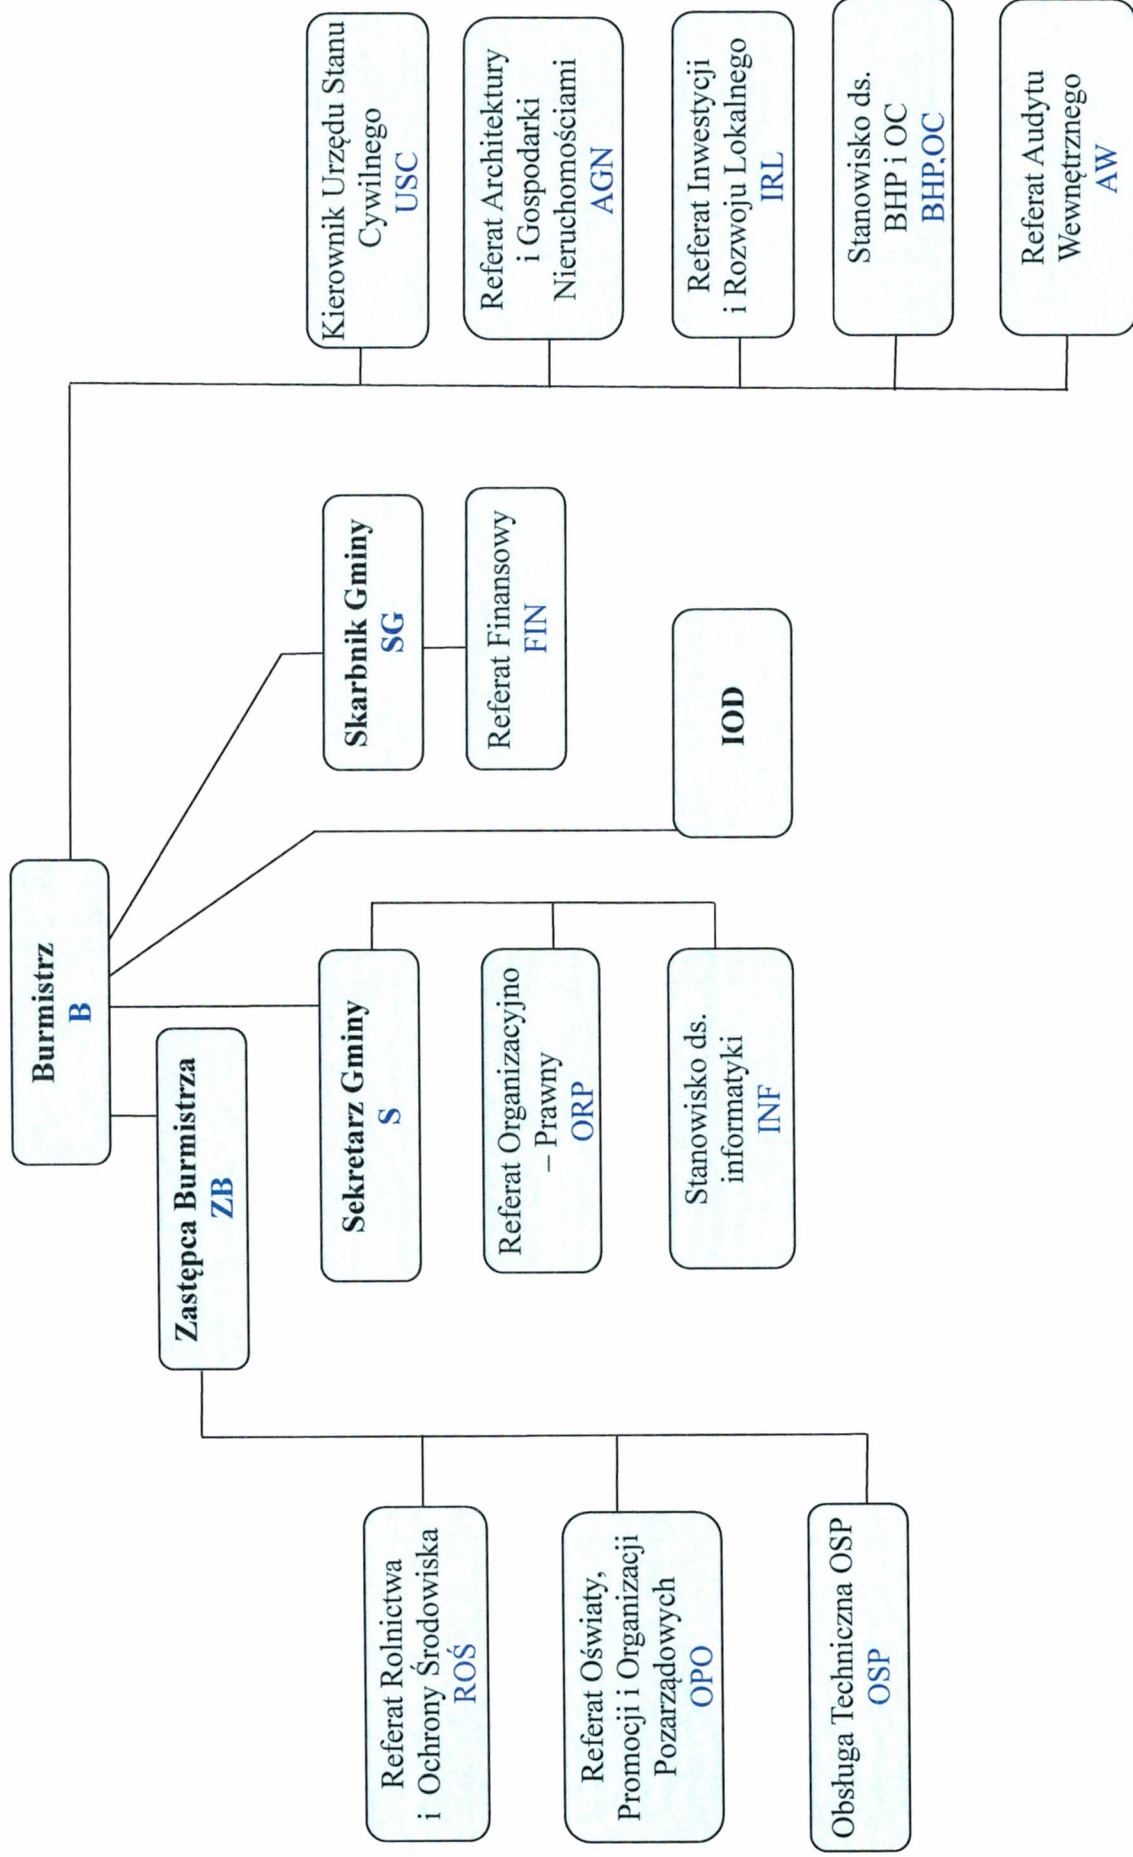 Burmistrz
B
Zastępca Burmistrza
ZB
Referat Rolnictwa
i Ochrony Środowiska
ROŚ
Referat Oświaty,
Promocji i Organizacji
Pozarządowych
OPO
Obsługa Techniczna OSP
OSP
Sekretarz Gminy
S
Referat Organizacyjno
– Prawny
ORP
Stanowisko ds.
informatyki
INF
IOD
Skarbnik Gminy
SG
Referat Finansowy
FIN
Kierownik Urzędu Stanu
Cywilnego
USC
Referat Architektury
i Gospodarki
Nieruchomościami
AGN
Referat Inwestycji
i Rozwoju Lokalnego
IRL
Stanowisko ds.
BHP i OC
BHP.OC
Referat Audytu
Wewnętrznego
AW